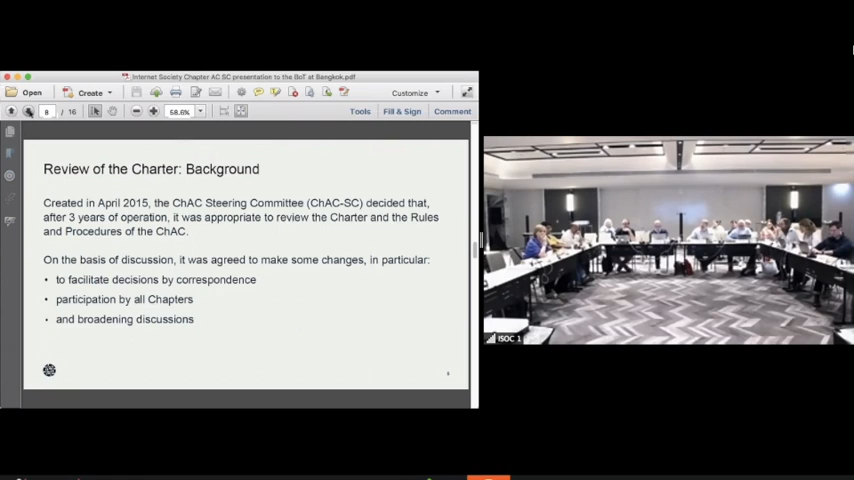 Internet Society Chapter AC SC presentation to the BoT at Bangkok.pdf
Open
Create
Customize
8 / 16
58.6%
Tools
Fill & Sign
Comment
Review of the Charter: Background
Created in April 2015, the ChAC Steering Committee (ChAC-SC) decided that,
after 3 years of operation, it was appropriate to review the Charter and the Rules
and Procedures of the ChAC.
On the basis of discussion, it was agreed to make some changes, in particular:
• to facilitate decisions by correspondence
• participation by all Chapters
• and broadening discussions
ISOC 1